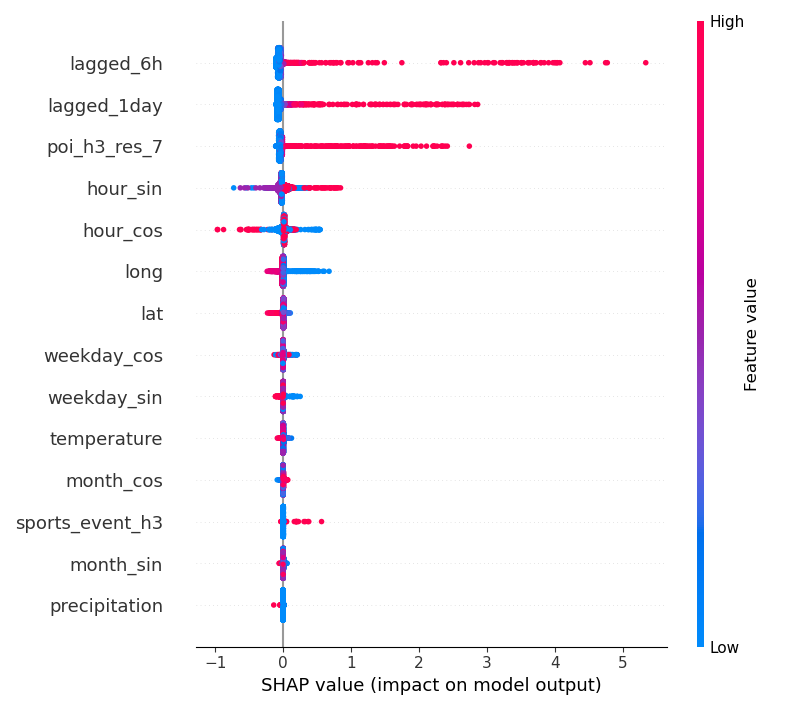 High
lagged_6h
lagged_1day
poi_h3_res_7
hour_sin
hour_cos
long
lat
weekday_cos
weekday_sin
temperature
month_cos
sports_event_h3
month_sin
precipitation
Feature value
Low
−1 0 1 2 3 4 5
SHAP value (impact on model output)